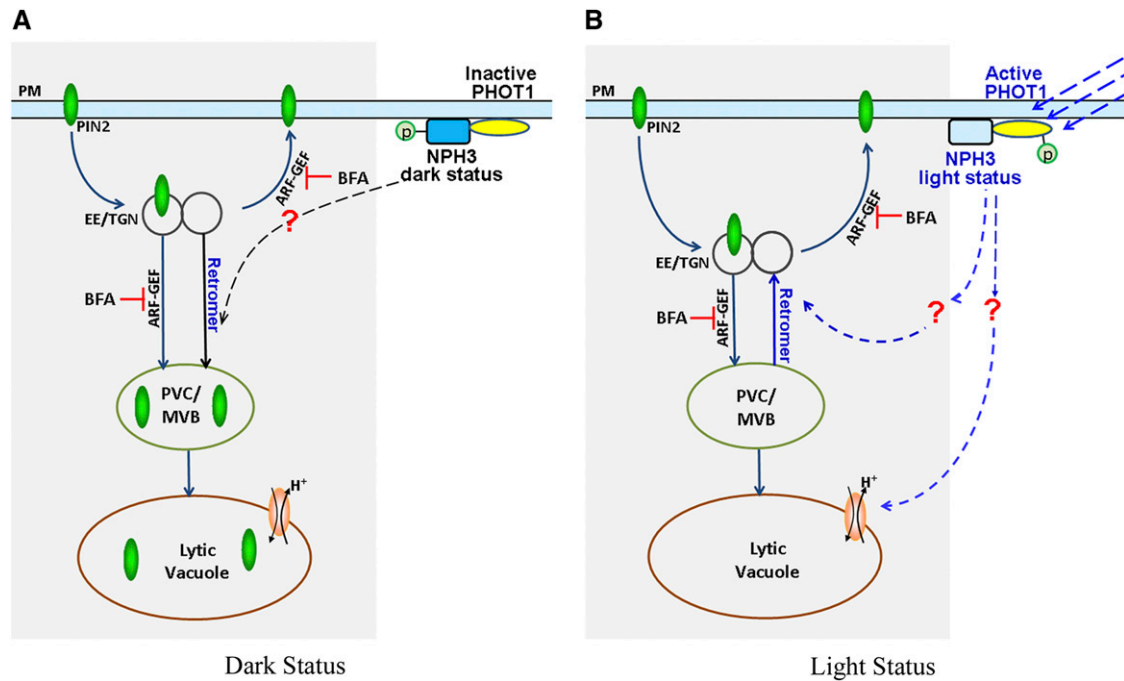 A
PM
PIN2
Inactive
PHOT1
p
NPH3
dark status
ARF-GEF
BFA
?
EE/TGN
BFA
ARF-GEF
Retromer
PVC/
MVB
H+
Lytic
Vacuole
Dark Status
B
PM
PIN2
Active
PHOT1
p
NPH3
light status
ARF-GEF
BFA
EE/TGN
BFA
ARF-GEF
Retromer
?
?
PVC/
MVB
H+
Lytic
Vacuole
Light Status